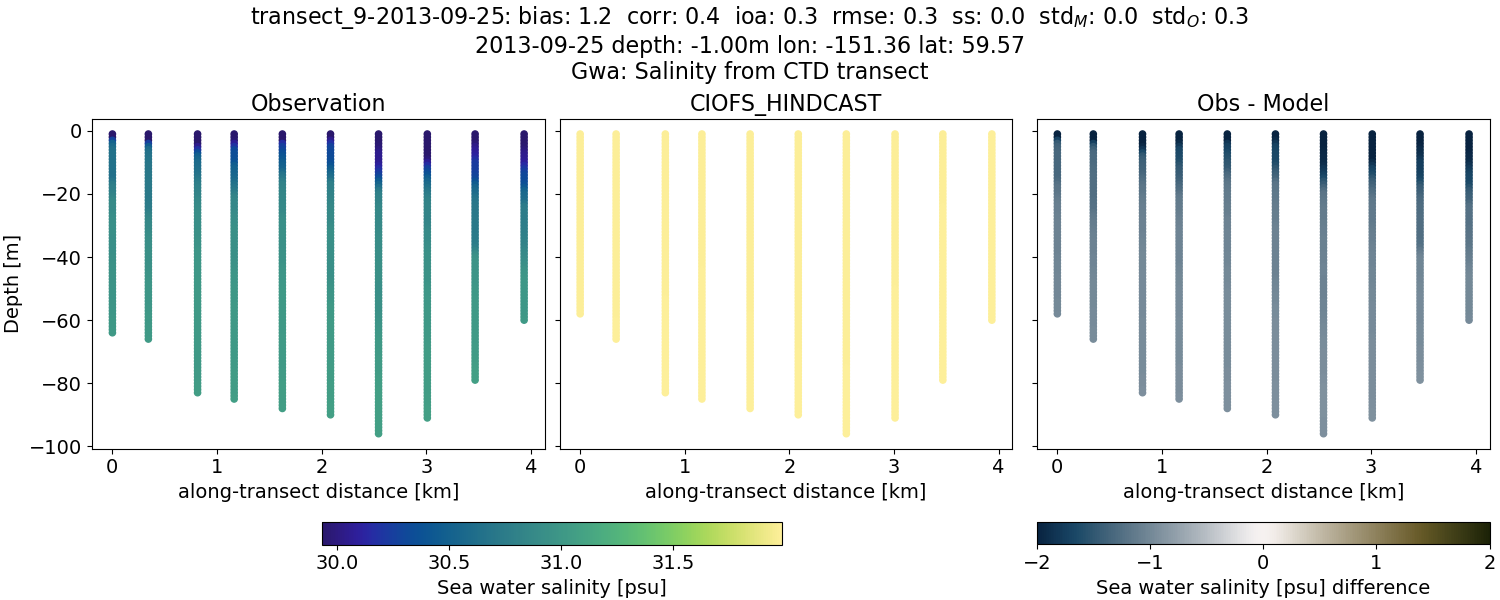 transect_9-2013-09-25: bias: 1.2  corr: 0.4  ioa: 0.3  rmse: 0.3  ss: 0.0  std_M: 0.0  std_O: 0.3
2013-09-25 depth: -1.00m lon: -151.36 lat: 59.57
Gwa: Salinity from CTD transect
Observation
CIOFS_HINDCAST
Obs - Model
Depth [m]
0
−20
−40
−60
−80
−100
0 1 2 3 4
along-transect distance [km]
0 1 2 3 4
along-transect distance [km]
0 1 2 3 4
along-transect distance [km]
30.0 30.5 31.0 31.5
Sea water salinity [psu]
−2 −1 0 1 2
Sea water salinity [psu] difference